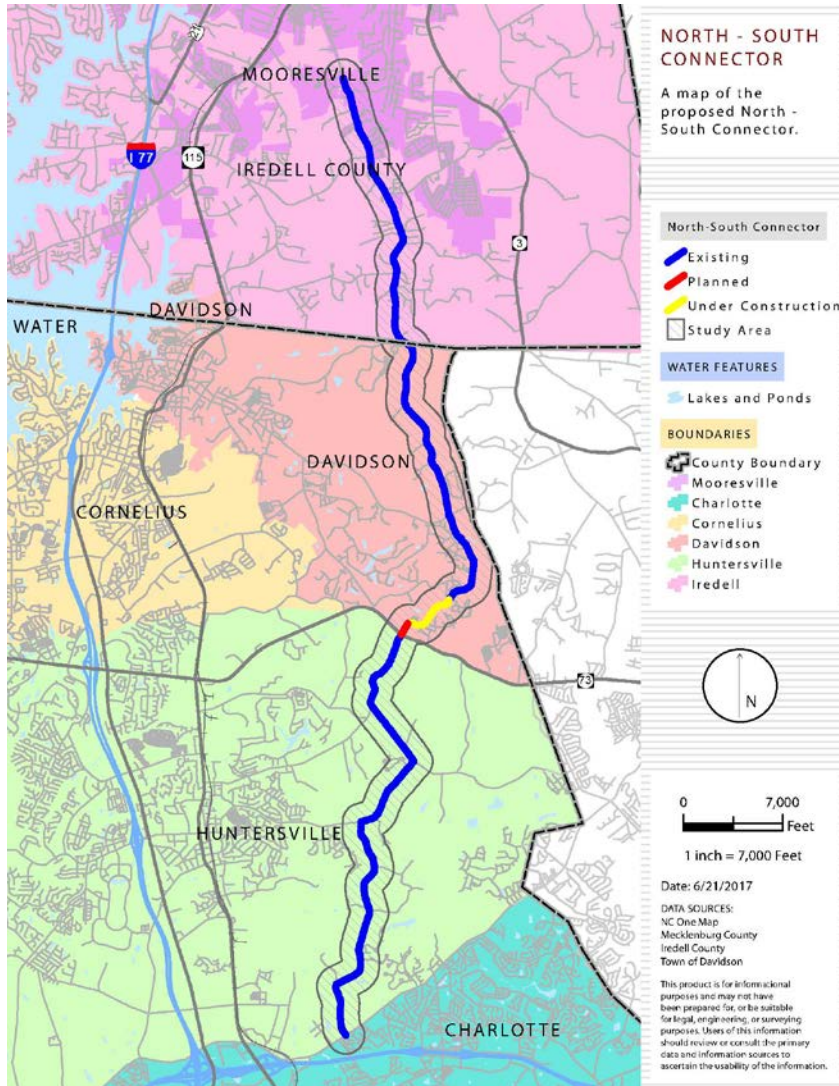 MOORESVILLE
I 77
115
IREDELL COUNTY
3
DAVIDSON
WATER
DAVIDSON
CORNELIUS
73
HUNTERSVILLE
CHARLOTTE
NORTH - SOUTH
CONNECTOR
A map of the
proposed North -
South Connector.
North-South Connector
Existing
Planned
Under Construction
Study Area
WATER FEATURES
Lakes and Ponds
BOUNDARIES
County Boundary
Mooresville
Charlotte
Cornelius
Davidson
Huntersville
Iredell
N
0 7,000
Feet
1 inch = 7,000 Feet
Date: 6/21/2017
DATA SOURCES:
NC One Map
Mecklenburg County
Iredell County
Town of Davidson
This product is for informational
purposes and may not have
been prepared for, or be suitable
for legal, engineering, or surveying
purposes. Users of this information
should review or consult the primary
data and information sources to
ascertain the usability of the information.